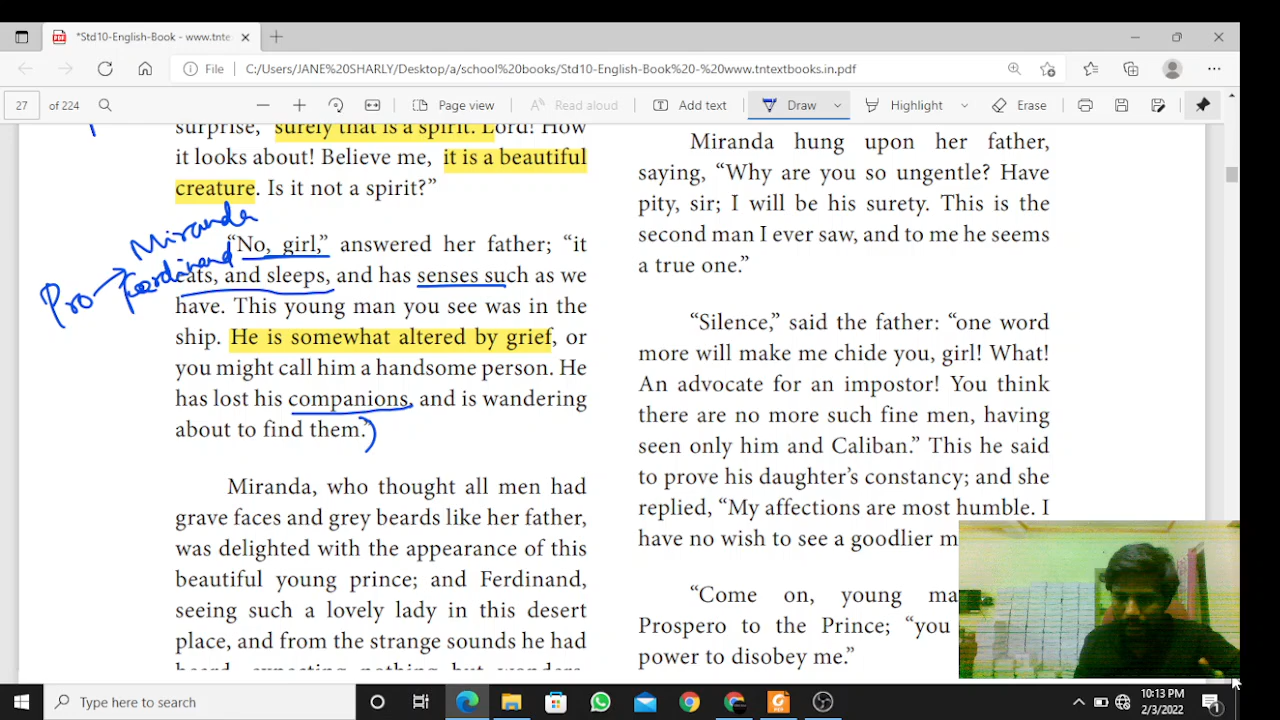 *Std10-English-Book - www.tnte
File
C:/Users/JANE%20SHARLY/Desktop/a/school%20books/Std10-English-Book%20-%20www.tntextbooks.in.pdf
27 of 224
Page view
Read aloud
Add text
Draw
Highlight
Erase
surprise, surely that is a spirit. Lord! How
it looks about! Believe me, it is a beautiful
creature. Is it not a spirit?”
Miranda
Pro → Ferdinand
“No, girl,” answered her father; “it
eats, and sleeps, and has senses such as we
have. This young man you see was in the
ship. He is somewhat altered by grief, or
you might call him a handsome person. He
has lost his companions, and is wandering
about to find them.”
Miranda, who thought all men had
grave faces and grey beards like her father,
was delighted with the appearance of this
beautiful young prince; and Ferdinand,
seeing such a lovely lady in this desert
place, and from the strange sounds he had
heard, expecting nothing but wonders,
Miranda hung upon her father,
saying, “Why are you so ungentle? Have
pity, sir; I will be his surety. This is the
second man I ever saw, and to me he seems
a true one.”
“Silence,” said the father: “one word
more will make me chide you, girl! What!
An advocate for an impostor! You think
there are no more such fine men, having
seen only him and Caliban.” This he said
to prove his daughter’s constancy; and she
replied, “My affections are most humble. I
have no wish to see a goodlier m
“Come on, young ma
Prospero to the Prince; “you
power to disobey me.”
Type here to search
10:13 PM
2/3/2022